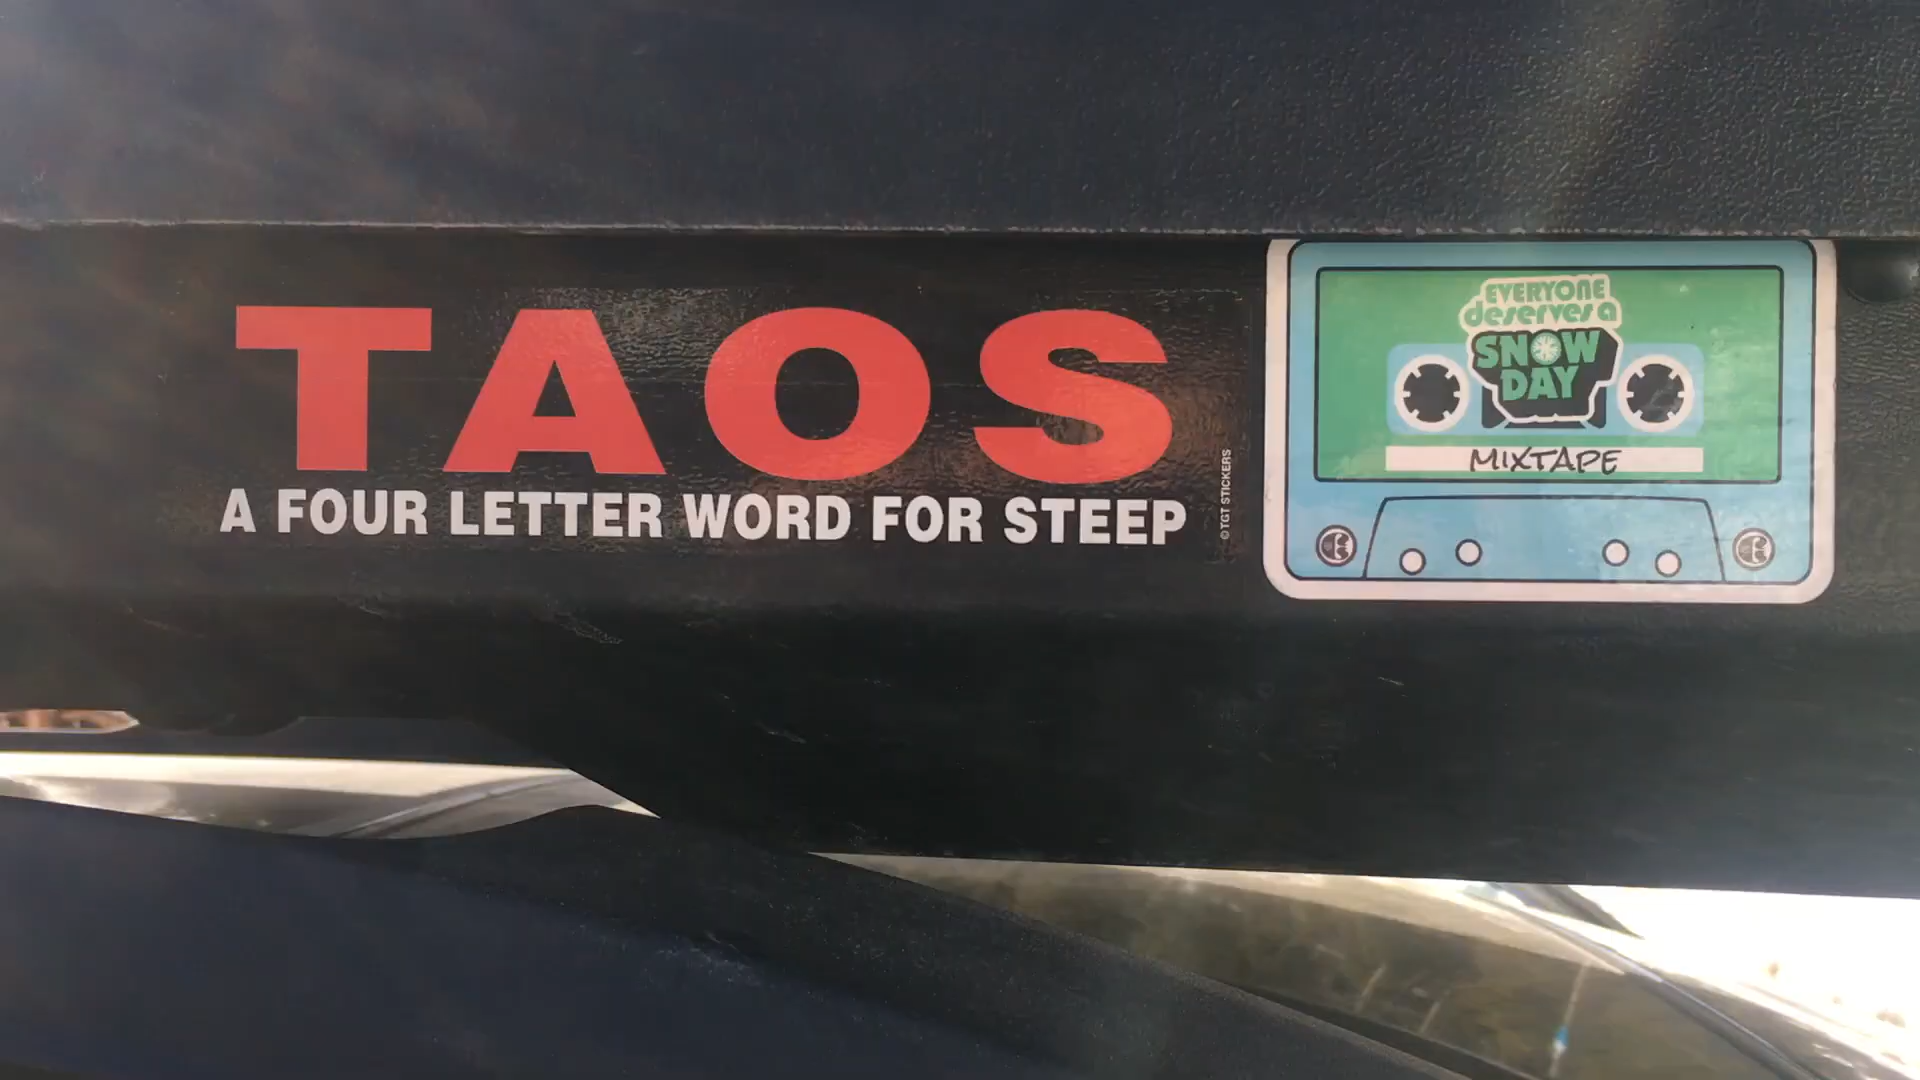 TAOS
A FOUR LETTER WORD FOR STEEP
© TGT STICKERS
EVERYONE
deserves a
SNOW
DAY
MIXTAPE